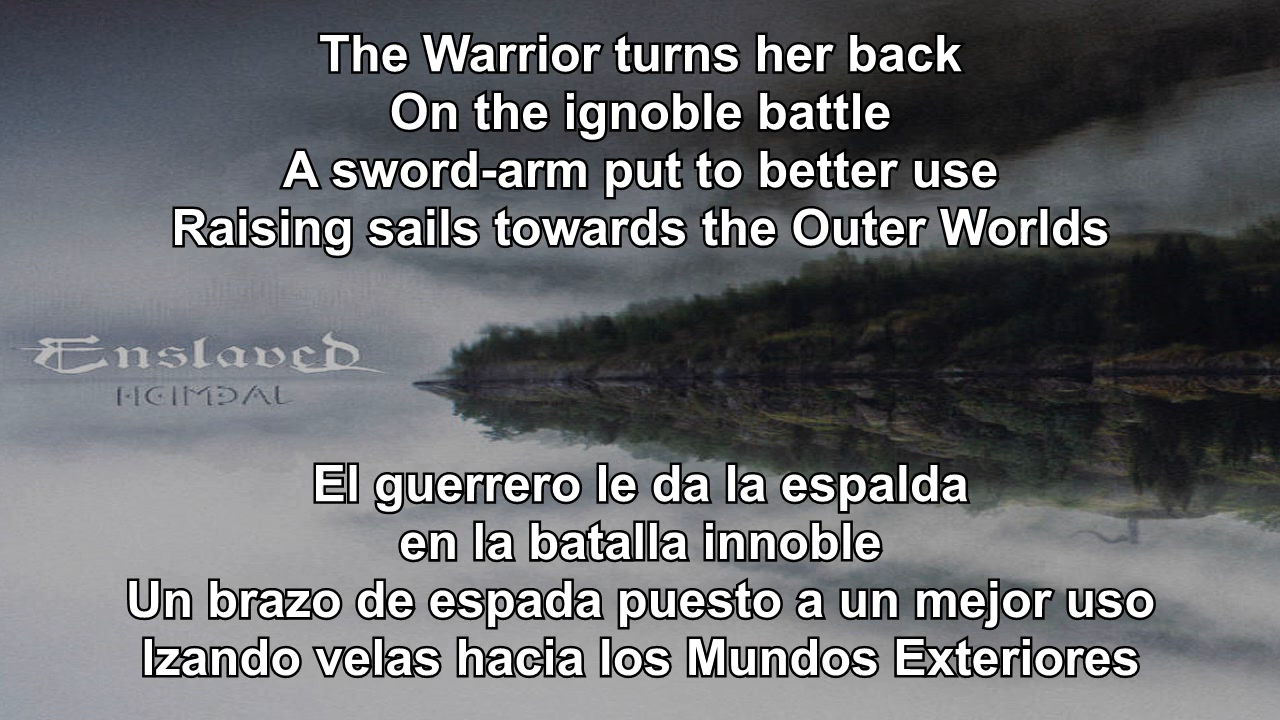 The Warrior turns her back
On the ignoble battle
A sword-arm put to better use
Raising sails towards the Outer Worlds
Enslaved
HEIMDAL
El guerrero le da la espalda
en la batalla innoble
Un brazo de espada puesto a un mejor uso
Izando velas hacia los Mundos Exteriores